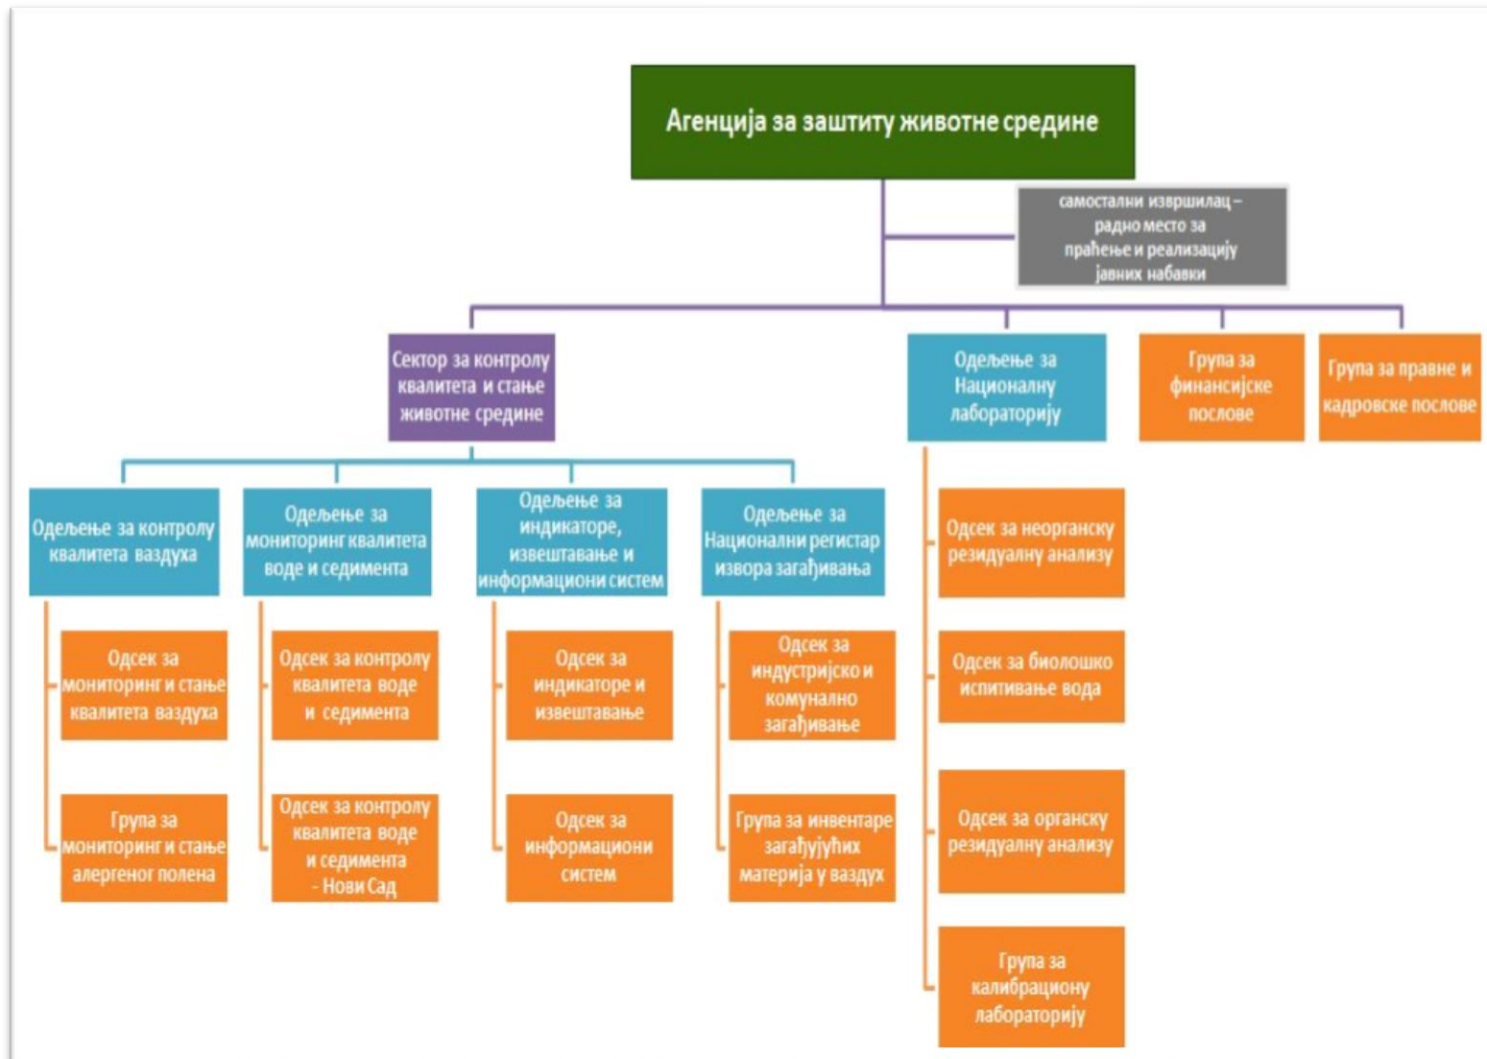 Агенција за заштиту животне средине
самостални извршилац –
радно место за
праћење и реализацију
јавних набавки
Сектор за контролу
квалитета и стање
животне средине
Одељење за
Националну
лабораторију
Група за
финансијске
послове
Група за правне и
кадровске послове
Одељење за контролу
квалитета ваздуха
Одељење за
мониторинг квалитета
воде и седимента
Одељење за
индикаторе,
извештавање и
информациони систем
Одељење за
Национални регистар
извора загађивања
Одсек за
мониторинг и стање
квалитета ваздуха
Група за
мониторинг и стање
алергеног полена
Одсек за контролу
квалитета воде
и седимента
Одсек за контролу
квалитета воде
и седимента
- Нови Сад
Одсек за
индикаторе и
извештавање
Одсек за
информациони
систем
Одсек за
индустријско и
комунално
загађивање
Група за инвентаре
загађујућих
материја у ваздух
Одсек за неорганску
резидуалну анализу
Одсек за биолошко
испитивање вода
Одсек за органску
резидуалну анализу
Група за
калибрациону
лабораторију